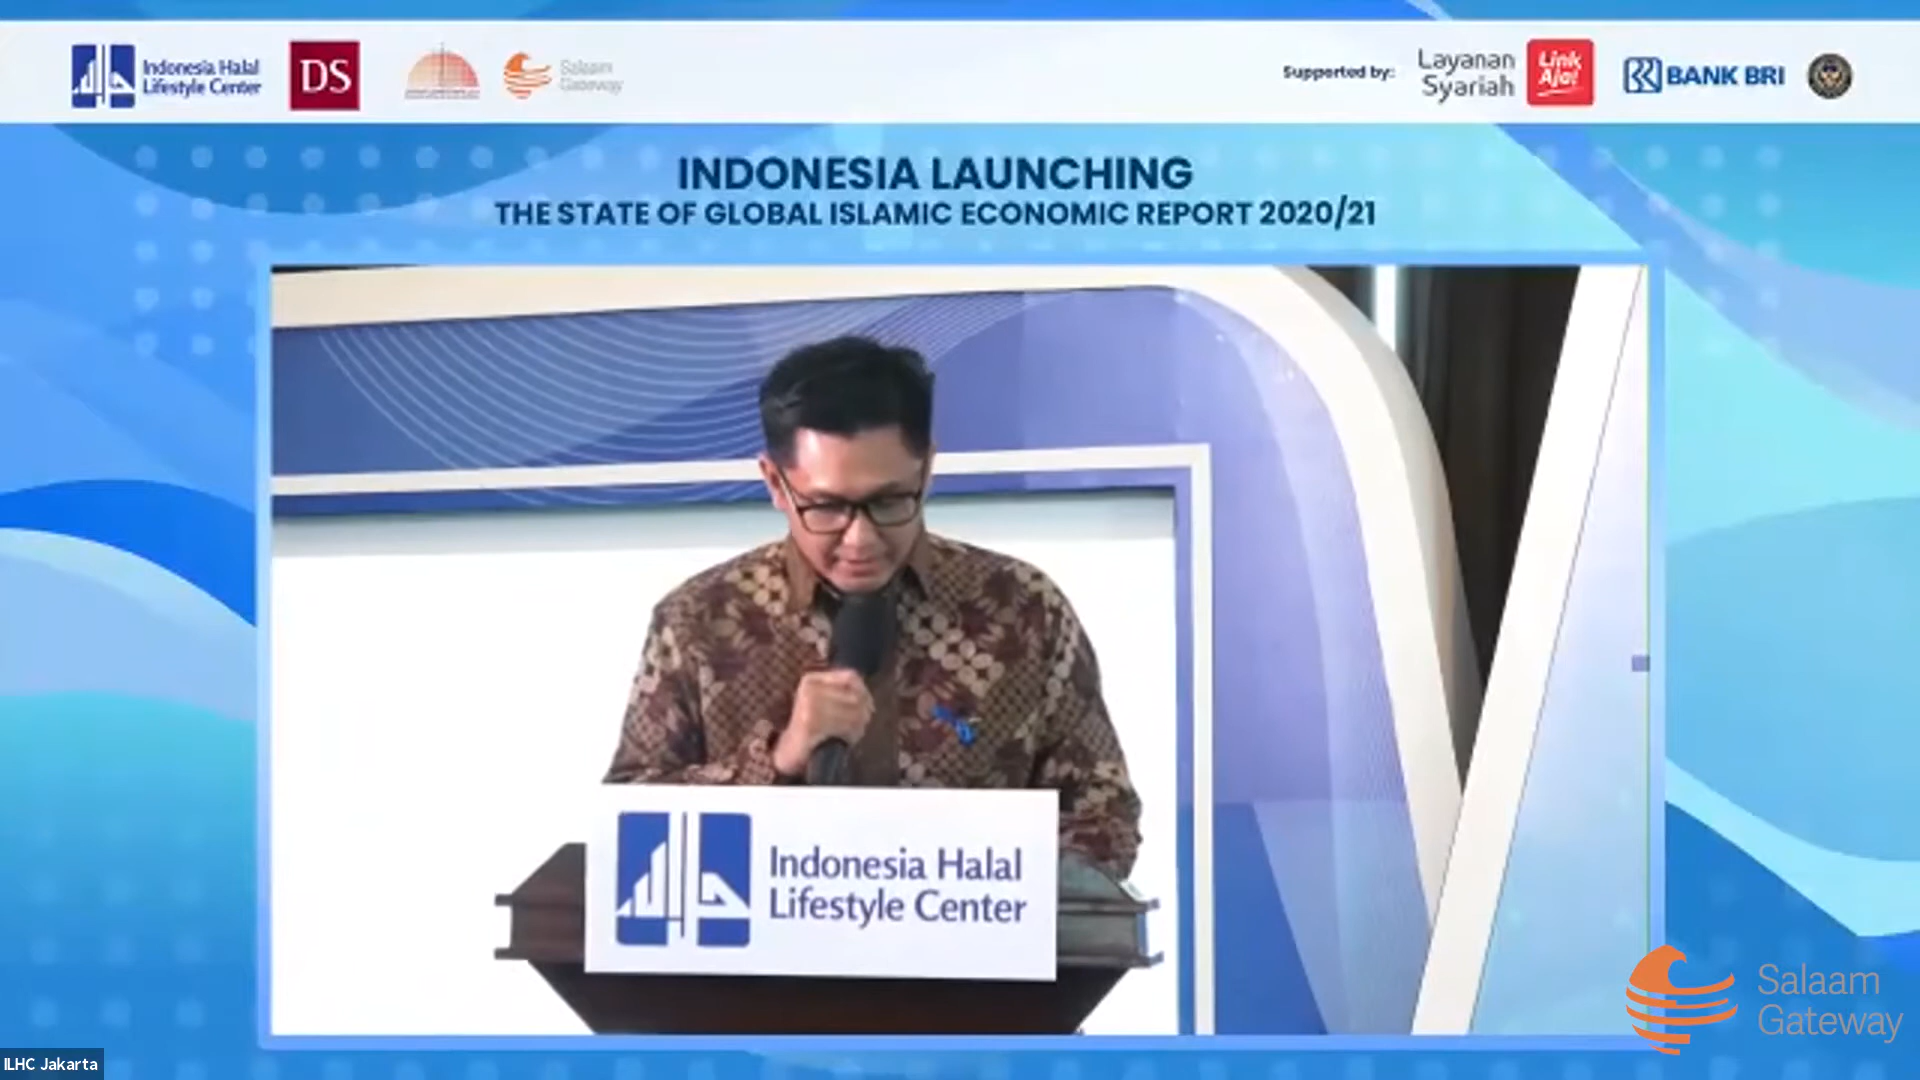 Indonesia Halal
Lifestyle Center
DS
Salaam
Gateway
Supported by:
Layanan
Syariah
Link
Aja!
BANK BRI
INDONESIA LAUNCHING
THE STATE OF GLOBAL ISLAMIC ECONOMIC REPORT 2020/21
Indonesia Halal
Lifestyle Center
Salaam
Gateway
ILHC Jakarta